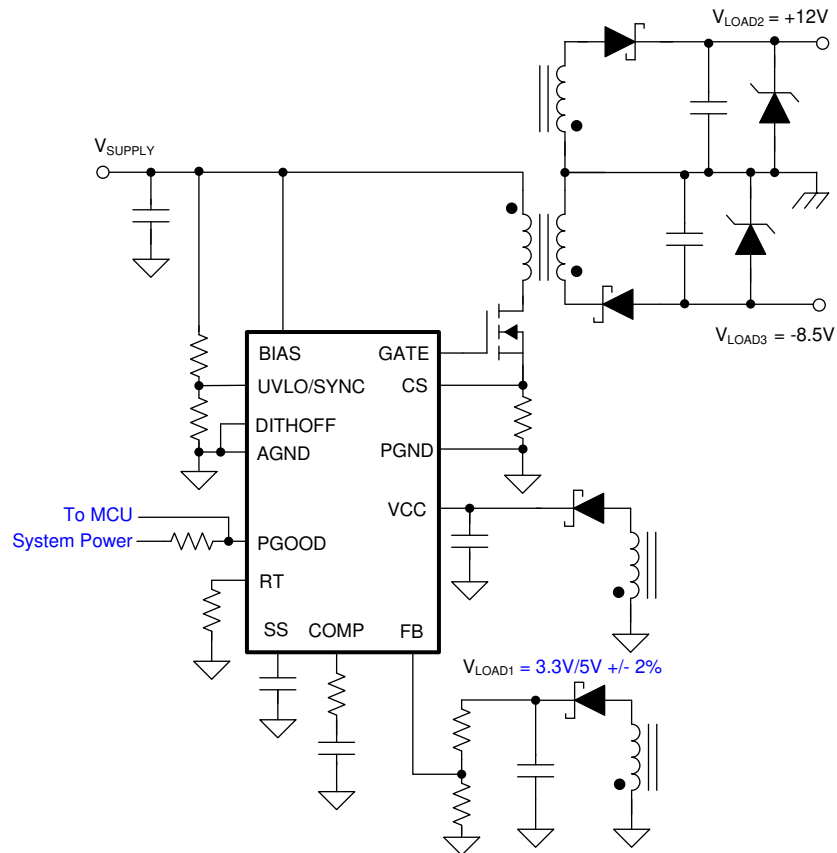 VLOAD2 = +12V
VSUPPLY
VLOAD3 = -8.5V
BIAS
GATE
UVLO/SYNC
CS
DITHOFF
AGND
PGND
VCC
To MCU
System Power
PGOOD
RT
SS
COMP
FB
VLOAD1 = 3.3V/5V +/- 2%